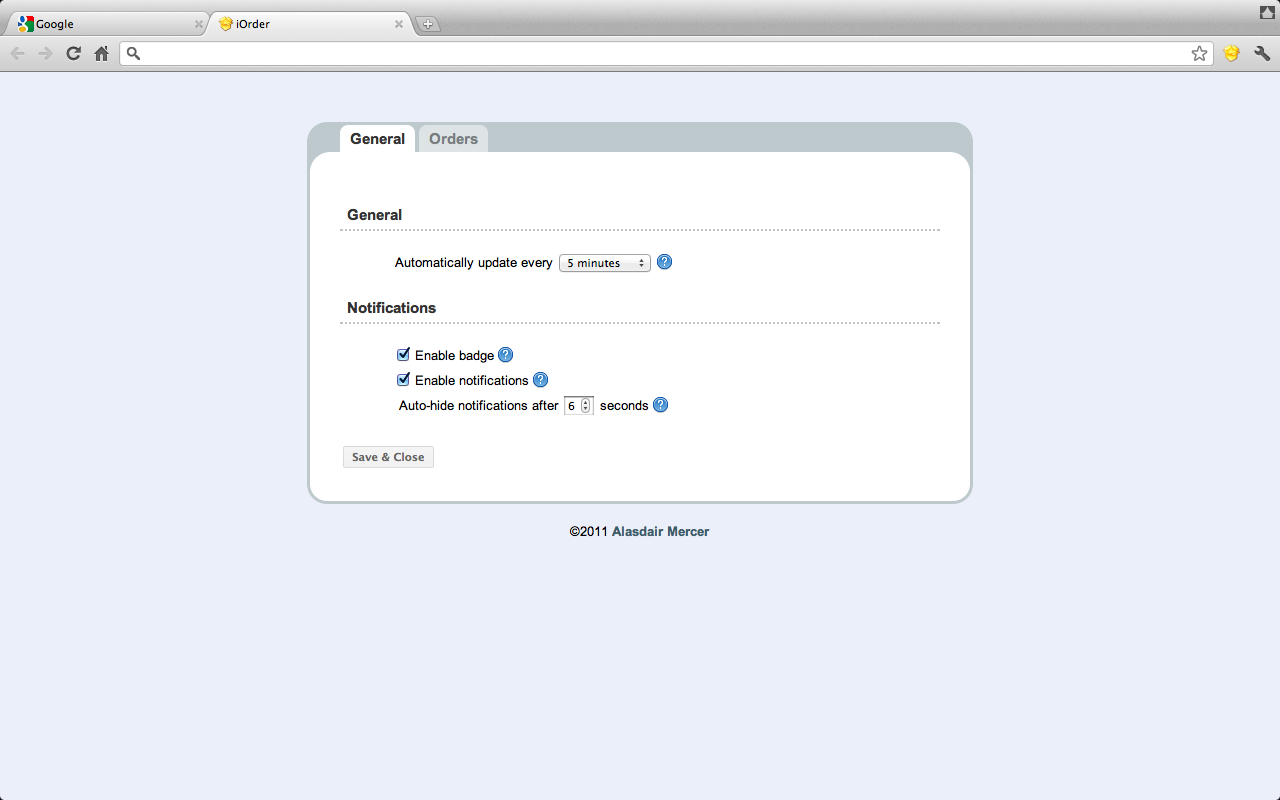 Google
iOrder
General
Orders
General
Automatically update every 5 minutes ?
Notifications
Enable badge ?
Enable notifications ?
Auto-hide notifications after 6 seconds ?
Save & Close
©2011 Alasdair Mercer